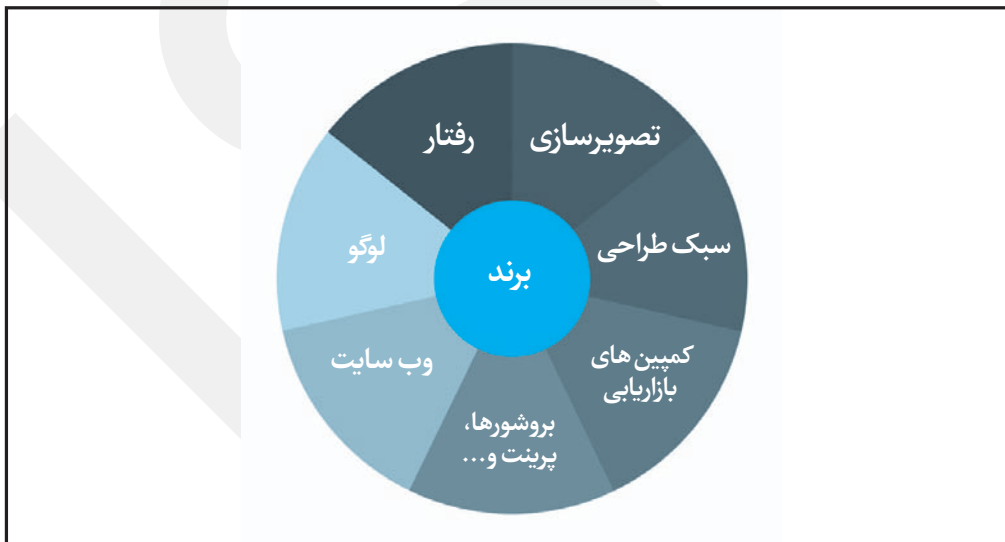 تصویرسازی
رفتار
سبک طراحی
لوگو
برند
کمپین های
بازاریابی
وب سایت
بروشورها،
پرینت و...